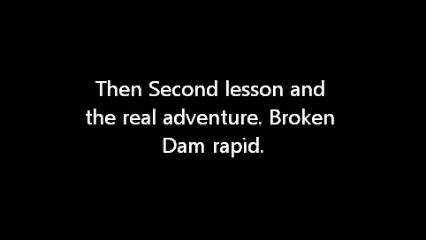 Then Second lesson and
the real adventure. Broken
Dam rapid.